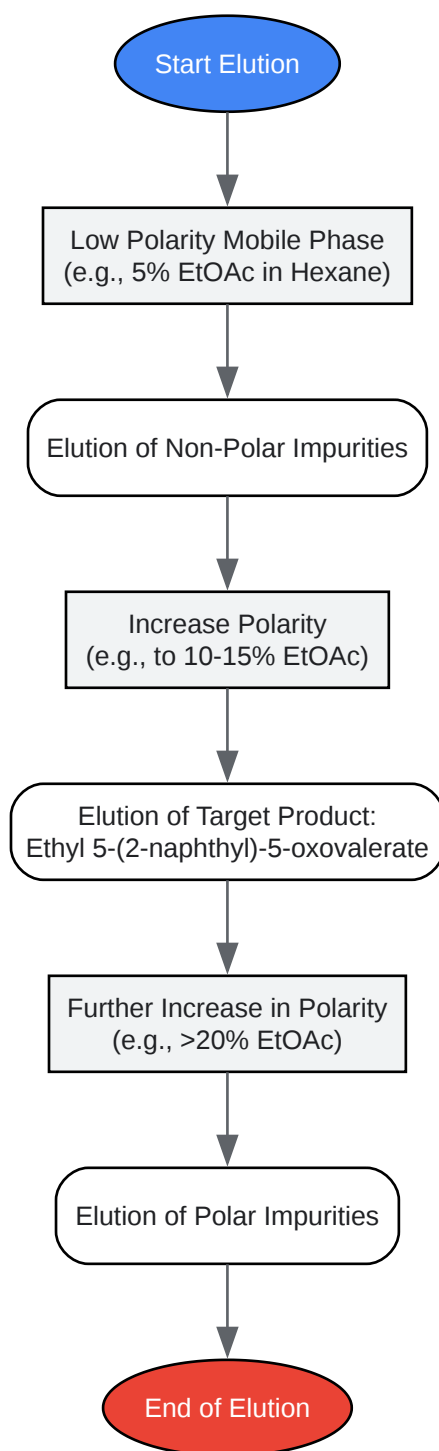 Start Elution
Low Polarity Mobile Phase
(e.g., 5% EtOAc in Hexane)
Elution of Non-Polar Impurities
Increase Polarity
(e.g., to 10-15% EtOAc)
Elution of Target Product:
Ethyl 5-(2-naphthyl)-5-oxovalerate
Further Increase in Polarity
(e.g., >20% EtOAc)
Elution of Polar Impurities
End of Elution